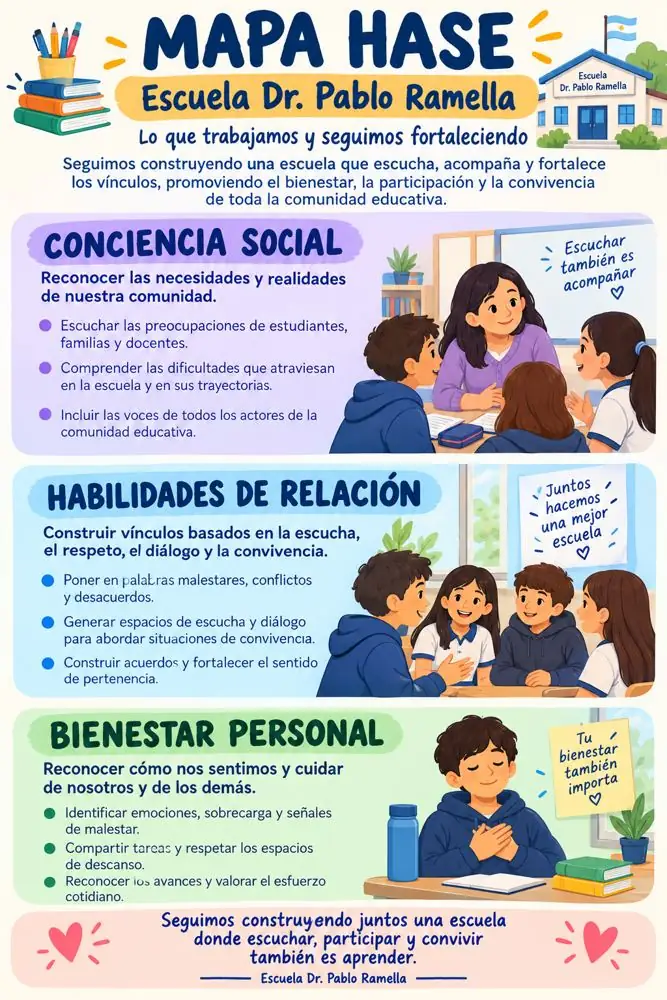 MAPA HASE
Escuela Dr. Pablo Ramella
Escuela
Dr. Pablo Ramella
Lo que trabajamos y seguimos fortaleciendo
Seguimos construyendo una escuela que escucha, acompaña y fortalece
los vínculos, promoviendo el bienestar, la participación y la convivencia
de toda la comunidad educativa.
CONCIENCIA SOCIAL
Reconocer las necesidades y realidades
de nuestra comunidad.
Escuchar las preocupaciones de estudiantes,
familias y docentes.
Comprender las dificultades que atraviesan
en la escuela y en sus trayectorias.
Incluir las voces de todos los actores de la
comunidad educativa.
Escuchar
también es
acompañar
HABILIDADES DE RELACIÓN
Construir vínculos basados en la escucha,
el respeto, el diálogo y la convivencia.
Poner en palabras malestares, conflictos
y desacuerdos.
Generar espacios de escucha y diálogo
para abordar situaciones de convivencia.
Construir acuerdos y fortalecer el sentido
de pertenencia.
Juntos
hacemos
una mejor
escuela
BIENESTAR PERSONAL
Reconocer cómo nos sentimos y cuidar
de nosotros y de los demás.
Identificar emociones, sobrecarga y señales
de malestar.
Compartir tareas y respetar los espacios
de descanso.
Reconocer los avances y valorar el esfuerzo
cotidiano.
Tu
bienestar
también
importa
Seguimos construyendo juntos una escuela
donde escuchar, participar y convivir
también es aprender.
Escuela Dr. Pablo Ramella